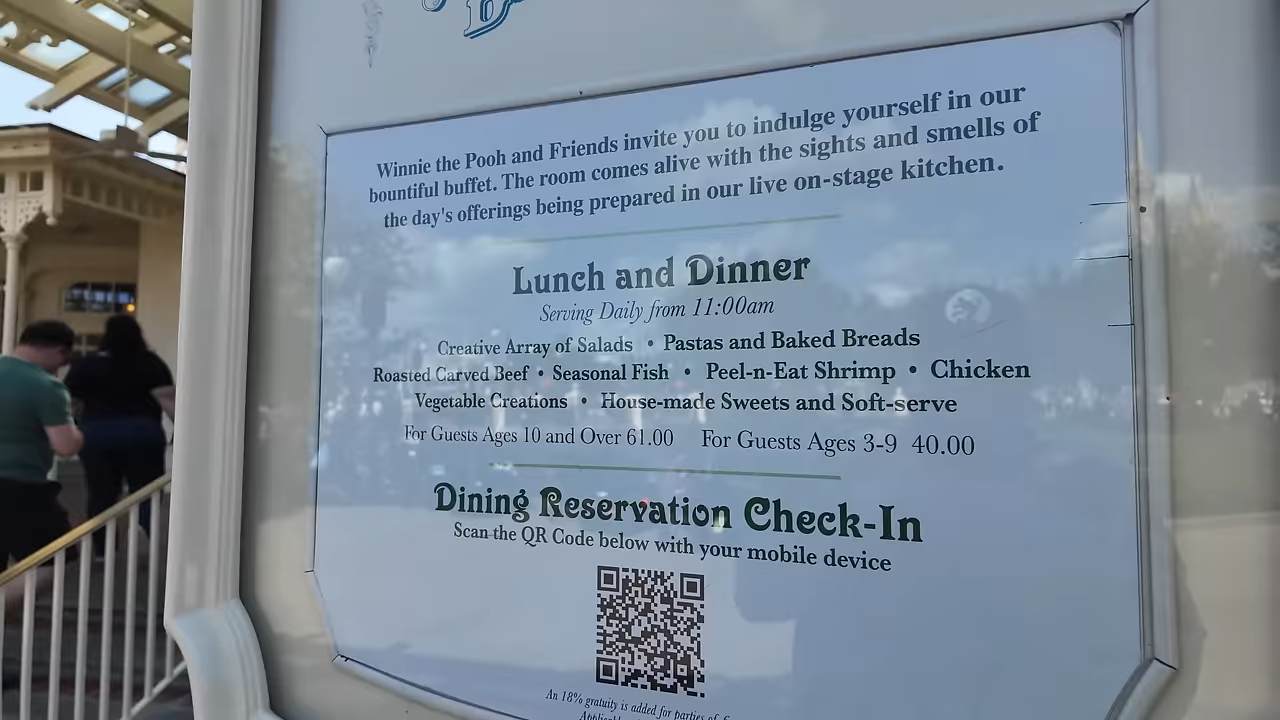 Winnie the Pooh and Friends invite you to indulge yourself in our
bountiful buffet. The room comes alive with the sights and smells of
the day's offerings being prepared in our live on-stage kitchen.
Lunch and Dinner
Serving Daily from 11:00am
Creative Array of Salads • Pastas and Baked Breads
Roasted Carved Beef • Seasonal Fish • Peel-n-Eat Shrimp • Chicken
Vegetable Creations • House-made Sweets and Soft-serve
For Guests Ages 10 and Over 61.00 For Guests Ages 3-9 40.00
Dining Reservation Check-In
Scan the QR Code below with your mobile device
An 18% gratuity is added for parties of